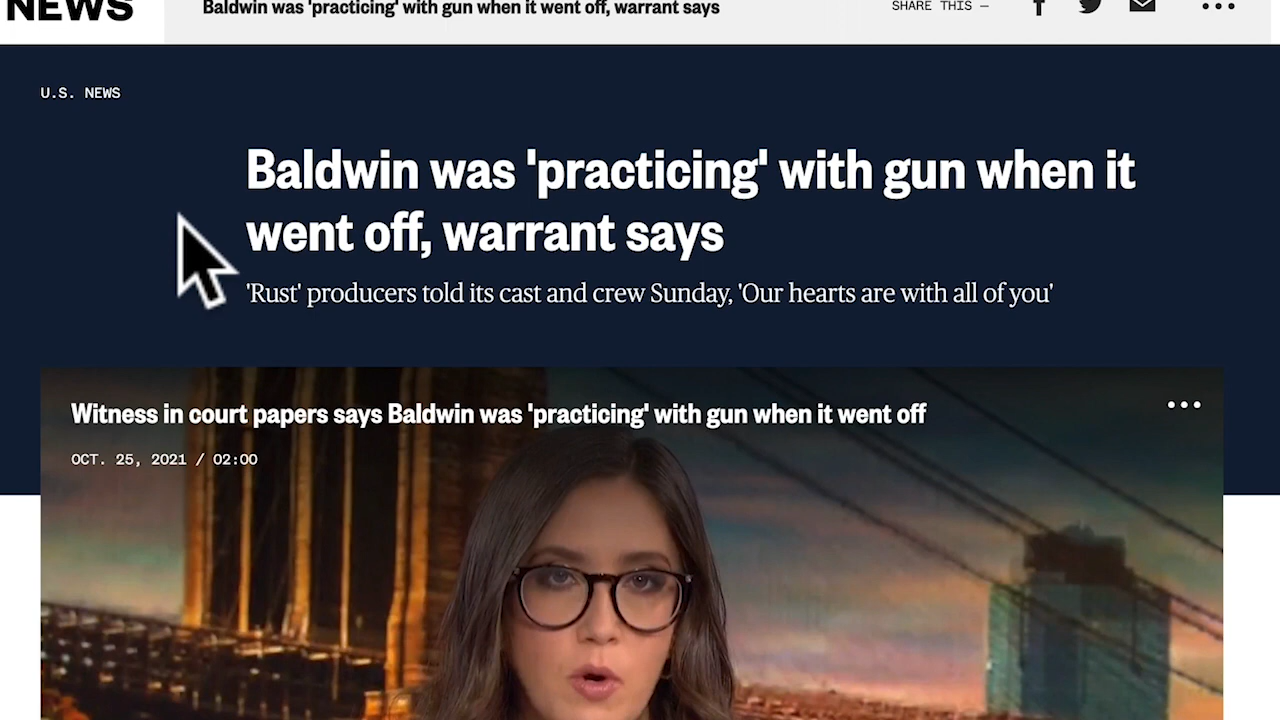 NEWS
Baldwin was 'practicing' with gun when it went off, warrant says
SHARE THIS —
U.S. NEWS
Baldwin was 'practicing' with gun when it
went off, warrant says
'Rust' producers told its cast and crew Sunday, 'Our hearts are with all of you'
Witness in court papers says Baldwin was 'practicing' with gun when it went off
OCT. 25, 2021 / 02:00